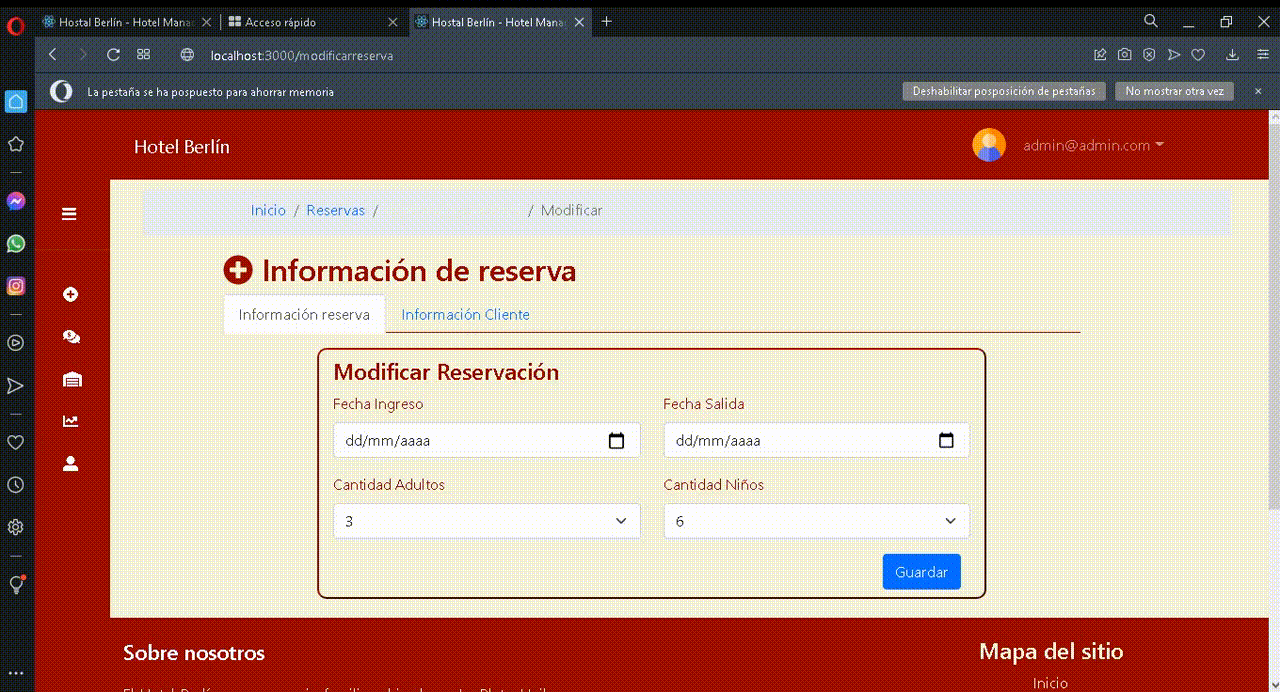 Hostal Berlín - Hotel Mana
Acceso rápido
Hostal Berlín - Hotel Mana
localhost:3000/modificarreserva
La pestaña se ha pospuesto para ahorrar memoria
Deshabilitar posposición de pestañas
No mostrar otra vez
Hotel Berlín
admin@admin.com
Inicio / Reservas / / Modificar
Información de reserva
Información reserva
Información Cliente
Modificar Reservación
Fecha Ingreso
Fecha Salida
dd/mm/aaaa
dd/mm/aaaa
Cantidad Adultos
Cantidad Niños
3
6
Guardar
Sobre nosotros
Mapa del sitio
Inicio